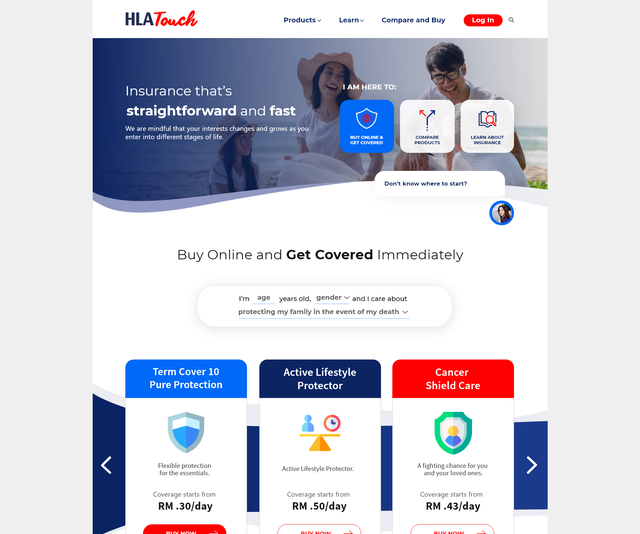 HLATouch
Products Learn Compare and Buy Log In
Insurance that's
straightforward and fast
We are mindful that your interests changes and grows as you
enter into different stages of life.
I AM HERE TO:
BUY ONLINE &
GET COVERED
COMPARE
PRODUCTS
LEARN ABOUT
INSURANCE
Don't know where to start?
Buy Online and Get Covered Immediately
I'm age years old, gender and I care about
protecting my family in the event of my death
Term Cover 10
Pure Protection
Flexible protection
for the essentials.
Coverage starts from
RM .30/day
BUY NOW
Active Lifestyle
Protector
Active Lifestyle Protector.
Coverage starts from
RM .50/day
BUY NOW
Cancer
Shield Care
A fighting chance for you
and your loved ones.
Coverage starts from
RM .43/day
BUY NOW